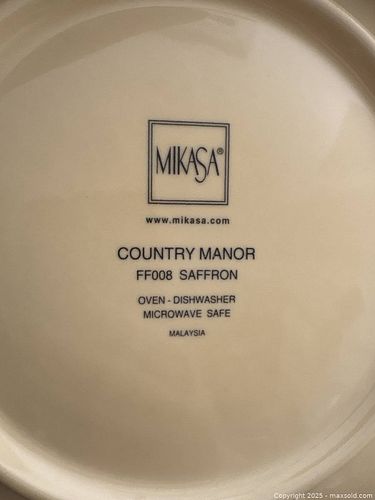 MIKASA®
www.mikasa.com
COUNTRY MANOR
FF008 SAFFRON
OVEN - DISHWASHER
MICROWAVE SAFE
MALAYSIA
Copyright 2025 - maxsold.com